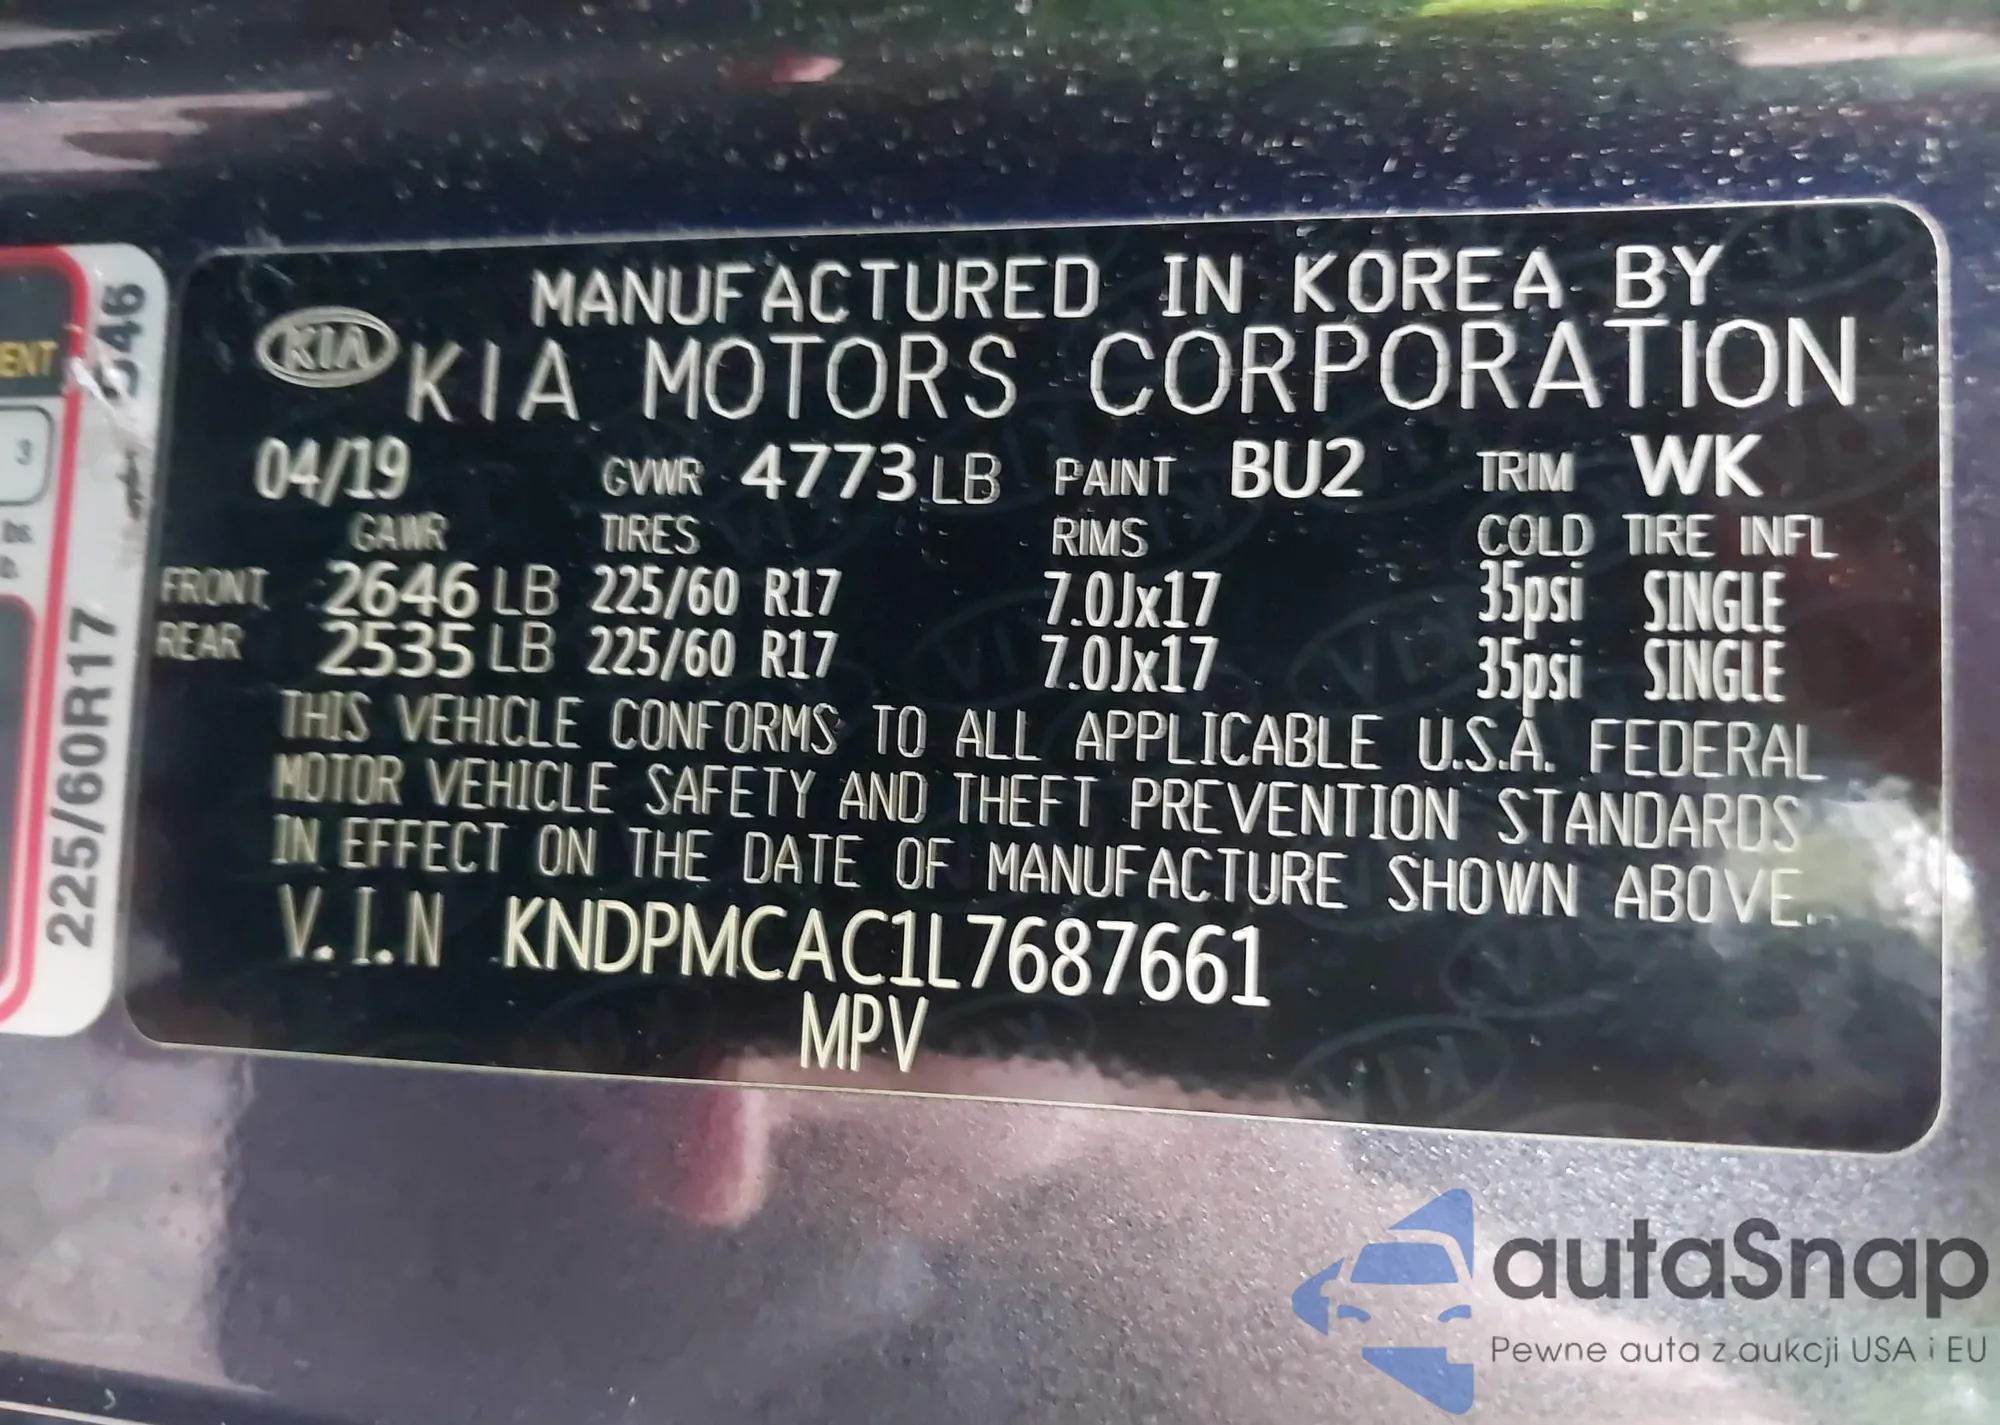 MANUFACTURED IN KOREA BY
KIA KIA MOTORS CORPORATION
04/19 GVWR 4773 LB PAINT BU2 TRIM WK
GAWR TIRES RIMS COLD TIRE INFL
FRONT 2646 LB 225/60 R17 7.0Jx17 35psi SINGLE
REAR 2535 LB 225/60 R17 7.0Jx17 35psi SINGLE
THIS VEHICLE CONFORMS TO ALL APPLICABLE U.S.A. FEDERAL
MOTOR VEHICLE SAFETY AND THEFT PREVENTION STANDARDS
IN EFFECT ON THE DATE OF MANUFACTURE SHOWN ABOVE.
V.I.N KNDPMCAC1L7687661
MPV
225/60R17
ENT
3
autaSnap
Pewne auta z aukcji USA i EU